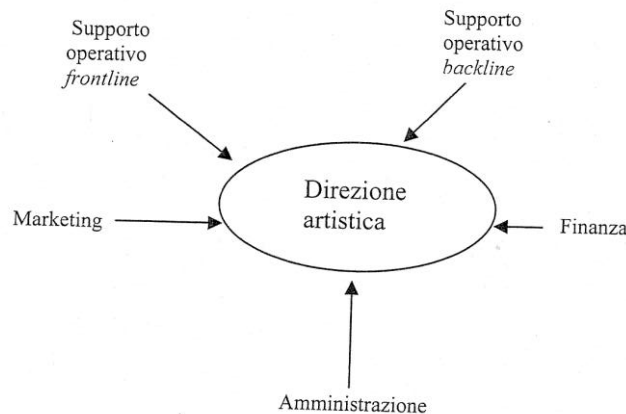 Supporto
operativo
frontline
Supporto
operativo
backline
Direzione
artistica
Marketing
Finanza
Amministrazione